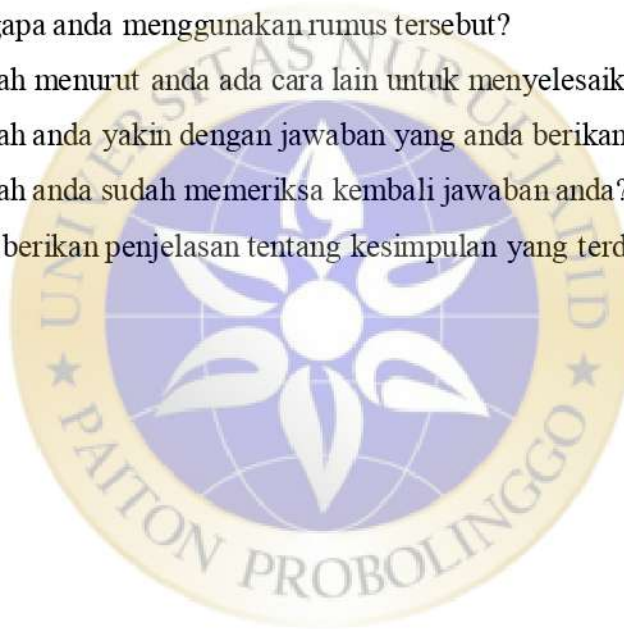 gapa anda menggunakan rumus tersebut?
ah menurut anda ada cara lain untuk menyelesaik
ah anda yakin dengan jawaban yang anda berikan
ah anda sudah memeriksa kembali jawaban anda?
berikan penjelasan tentang kesimpulan yang terd
UNIVERSITAS NURUL JADID
PAITON PROBOLINGGO